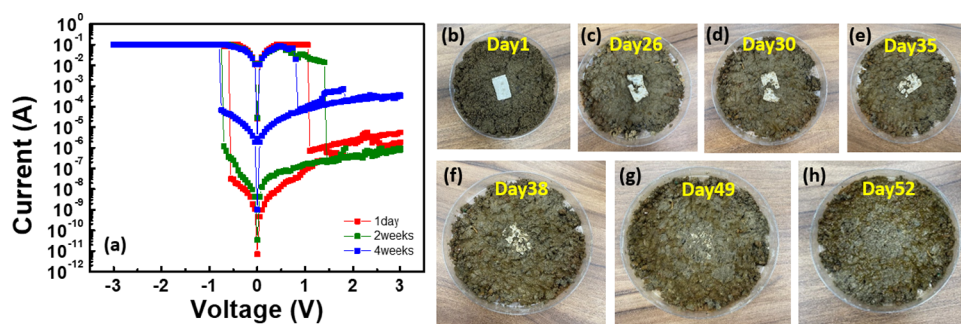 10⁰
10⁻¹
10⁻²
10⁻³
10⁻⁴
10⁻⁵
10⁻⁶
10⁻⁷
10⁻⁸
10⁻⁹
10⁻¹⁰
10⁻¹¹
10⁻¹²
Current (A)
(a)
1day
2weeks
4weeks
-3 -2 -1 0 1 2 3
Voltage (V)
(b) Day1
(c) Day26
(d) Day30
(e) Day35
(f) Day38
(g) Day49
(h) Day52